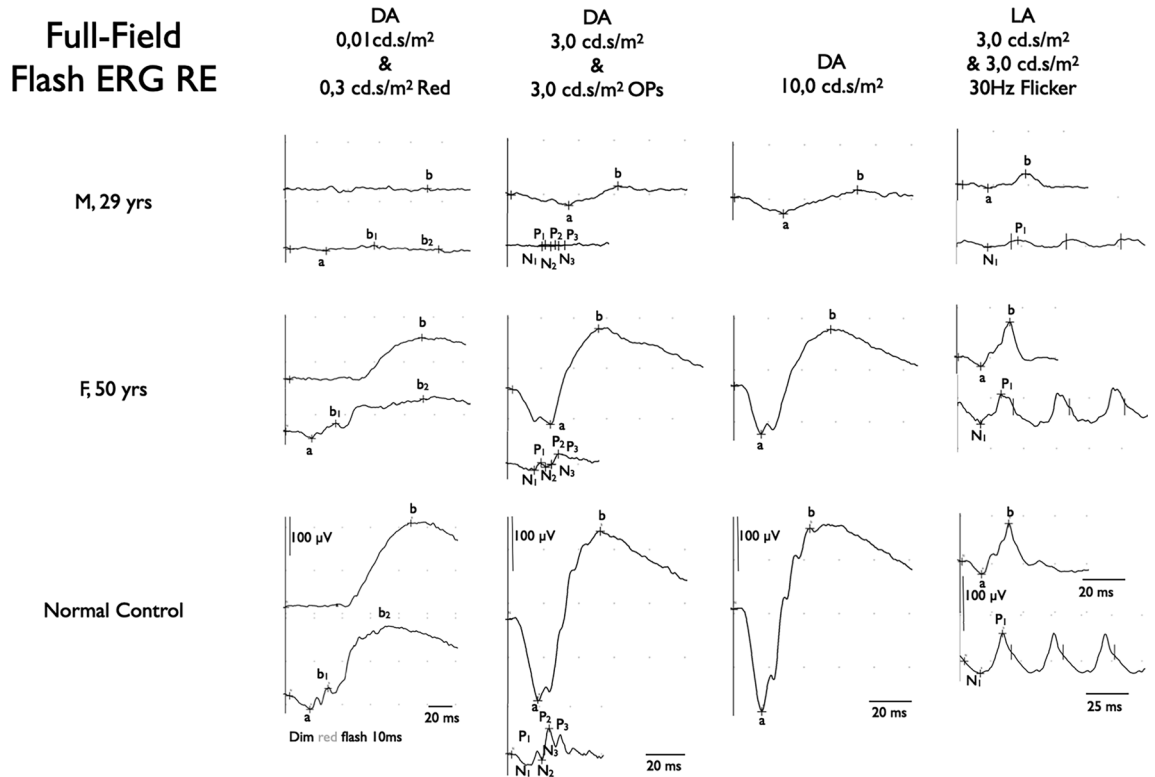 Full-Field
Flash ERG RE
DA
0,01cd.s/m²
&
0,3 cd.s/m² Red
DA
3,0 cd.s/m²
&
3,0 cd.s/m² OPs
DA
10,0 cd.s/m²
LA
3,0 cd.s/m²
& 3,0 cd.s/m²
30Hz Flicker
M, 29 yrs
b
a
b₁
b₂
b
a
P₁ P₂ P₃
N₁ N₂ N₃
b
a
b
a
P₁
N₁
F, 50 yrs
b
a
b₁
b₂
b
a
P₁ P₂ P₃
N₁ N₂ N₃
b
a
b
a
P₁
N₁
Normal Control
100 µV
b
a
b₁
b₂
20 ms
Dim red flash 10ms
100 µV
b
a
P₁ P₂ P₃
N₁ N₂ N₃
20 ms
100 µV
b
a
20 ms
b
a
20 ms
100 µV
P₁
N₁
25 ms